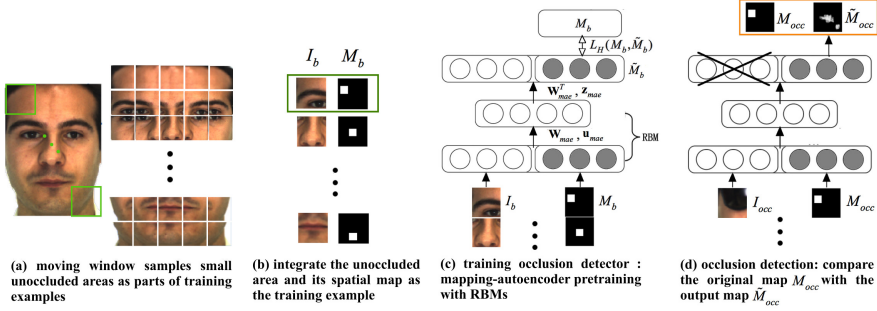 I_b M_b
M_b
L_H(M_b, M̃_b)
M̃_b
W^T_mae, z_mae
W_mae, u_mae
RBM
I_b M_b
M_occ M̃_occ
I_occ M_occ
(a) moving window samples small
unoccluded areas as parts of training
examples
(b) integrate the unoccluded
area and its spatial map as
the training example
(c) training occlusion detector :
mapping-autoencoder pretraining
with RBMs
(d) occlusion detection: compare
the original map M_occ with the
output map M̃_occ